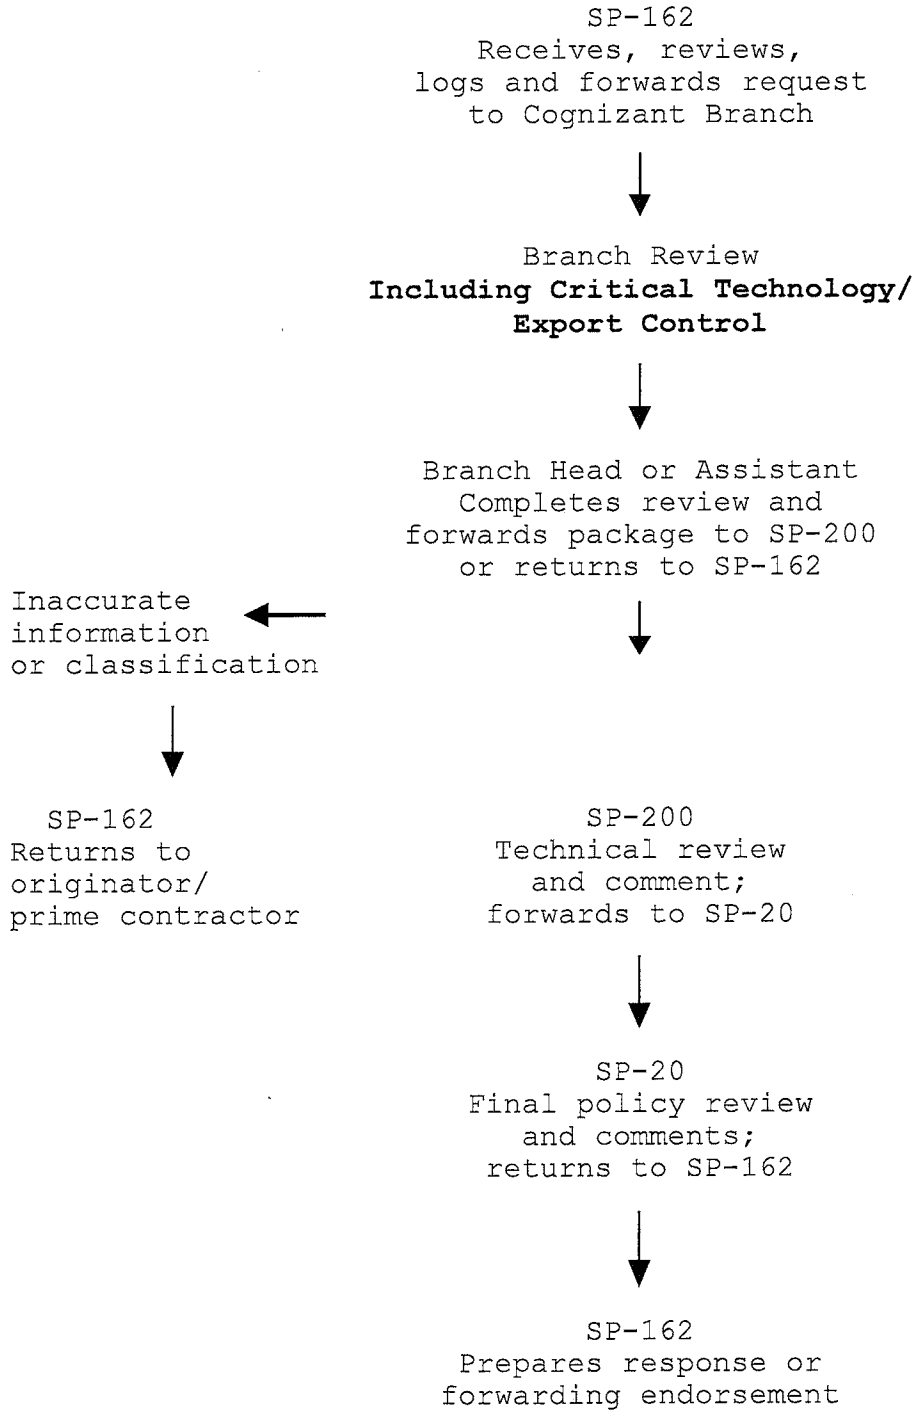 SP-162
Receives, reviews,
logs and forwards request
to Cognizant Branch
Branch Review
Including Critical Technology/
Export Control
Branch Head or Assistant
Completes review and
forwards package to SP-200
or returns to SP-162
Inaccurate
information
or classification
SP-162
Returns to
originator/
prime contractor
SP-200
Technical review
and comment;
forwards to SP-20
SP-20
Final policy review
and comments;
returns to SP-162
SP-162
Prepares response or
forwarding endorsement